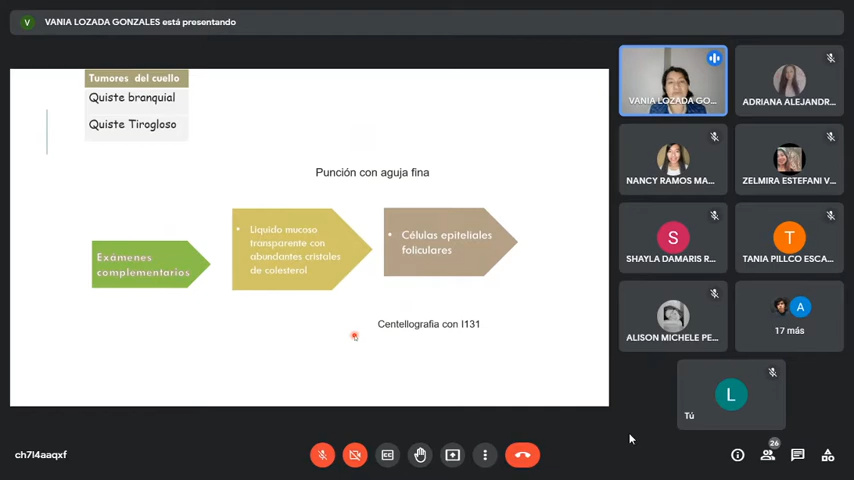 V
VANIA LOZADA GONZALES está presentando
Tumores del cuello
Quiste branquial
Quiste Tirogloso
Punción con aguja fina
Exámenes
complementarios
• Liquido mucoso
transparente con
abundantes cristales
de colesterol
• Células epiteliales
foliculares
Centellografia con I131
VANIA LOZADA GO...
ADRIANA ALEJANDR...
NANCY RAMOS MA...
ZELMIRA ESTEFANI V...
S
SHAYLA DAMARIS R...
T
TANIA PILLCO ESCA...
ALISON MICHELE PE...
A
17 más
L
Tú
ch7l4aaqxf
26